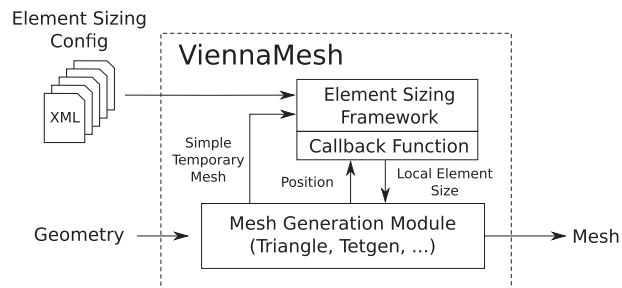 Element Sizing
Config
XML
ViennaMesh
Element Sizing
Framework
Callback Function
Simple
Temporary
Mesh
Position
Local Element
Size
Geometry
Mesh Generation Module
(Triangle, Tetgen, ...)
Mesh